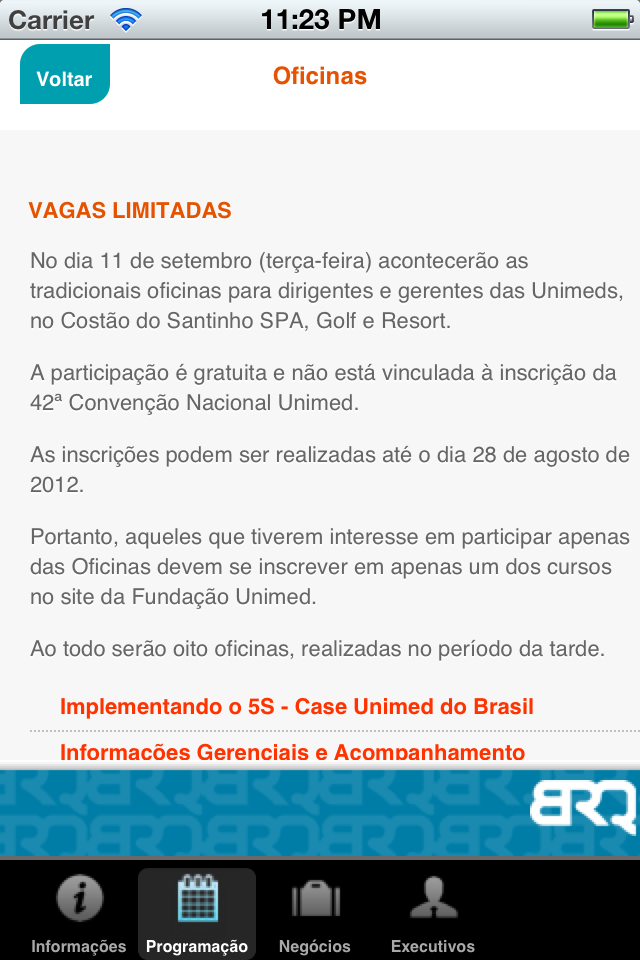 Carrier 11:23 PM
Voltar Oficinas
VAGAS LIMITADAS
No dia 11 de setembro (terça-feira) acontecerão as
tradicionais oficinas para dirigentes e gerentes das Unimeds,
no Costão do Santinho SPA, Golf e Resort.
A participação é gratuita e não está vinculada à inscrição da
42ª Convenção Nacional Unimed.
As inscrições podem ser realizadas até o dia 28 de agosto de
2012.
Portanto, aqueles que tiverem interesse em participar apenas
das Oficinas devem se inscrever em apenas um dos cursos
no site da Fundação Unimed.
Ao todo serão oito oficinas, realizadas no período da tarde.
Implementando o 5S - Case Unimed do Brasil
Informações Gerenciais e Acompanhamento
BRQ
Informações Programação Negócios Executivos